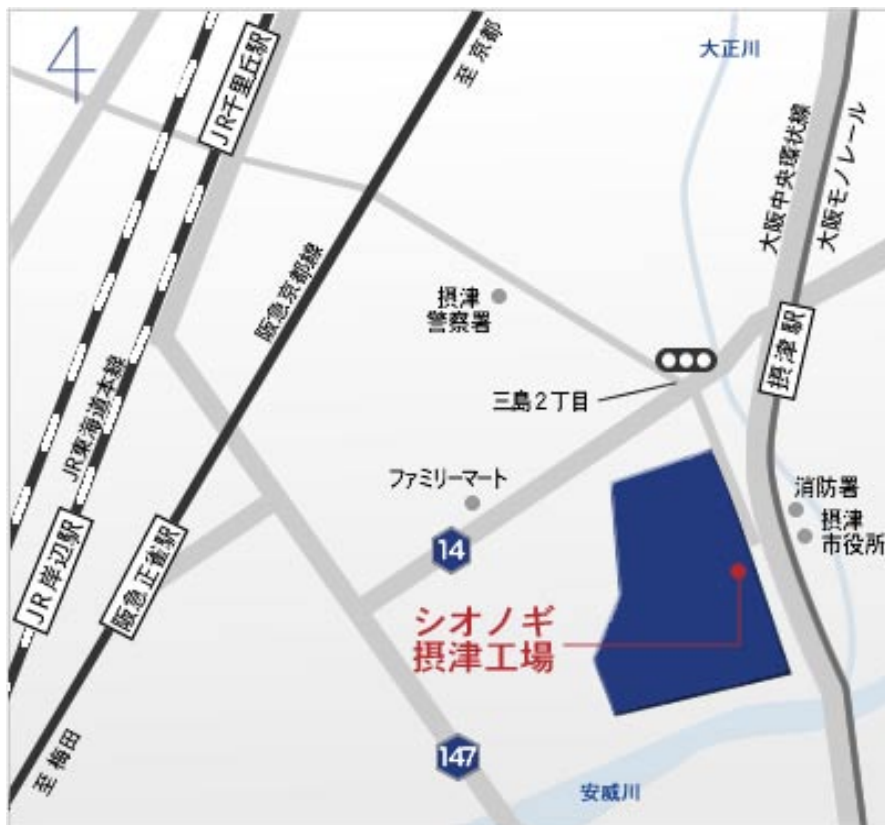 4
JR千里丘駅
至 京都
大正川
大阪中央環状線
大阪モノレール
阪急京都線
摂津
警察署
摂津駅
三島2丁目
JR東海道本線
ファミリーマート
消防署
摂津
市役所
14
JR岸辺駅
阪急正雀駅
シオノギ
摂津工場
至 梅田
147
安威川